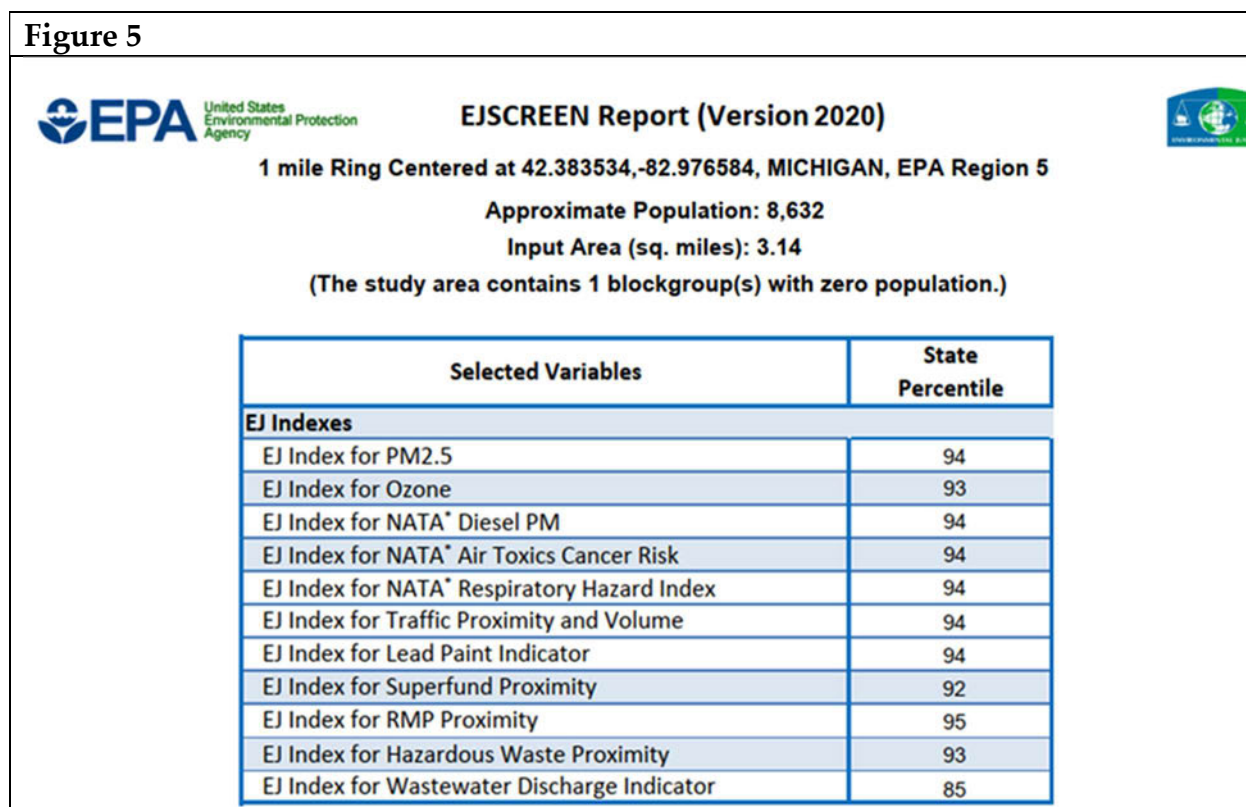 Figure 5
EPA United States
Environmental Protection
Agency
EJSCREEN Report (Version 2020)
1 mile Ring Centered at 42.383534,-82.976584, MICHIGAN, EPA Region 5
Approximate Population: 8,632
Input Area (sq. miles): 3.14
(The study area contains 1 blockgroup(s) with zero population.)
Selected Variables State
Percentile
EJ Indexes
EJ Index for PM2.5 94
EJ Index for Ozone 93
EJ Index for NATA* Diesel PM 94
EJ Index for NATA* Air Toxics Cancer Risk 94
EJ Index for NATA* Respiratory Hazard Index 94
EJ Index for Traffic Proximity and Volume 94
EJ Index for Lead Paint Indicator 94
EJ Index for Superfund Proximity 92
EJ Index for RMP Proximity 95
EJ Index for Hazardous Waste Proximity 93
EJ Index for Wastewater Discharge Indicator 85